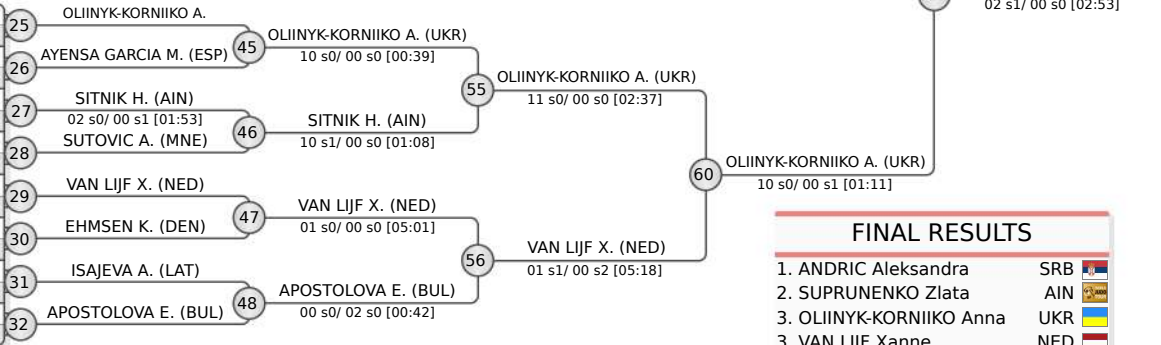 02 s1/ 00 s0 [02:53]
25
OLIINYK-KORNIIKO A.
45
OLIINYK-KORNIIKO A. (UKR)
10 s0/ 00 s0 [00:39]
26
AYENSA GARCIA M. (ESP)
55
OLIINYK-KORNIIKO A. (UKR)
11 s0/ 00 s0 [02:37]
27
SITNIK H. (AIN)
02 s0/ 00 s1 [01:53]
46
SITNIK H. (AIN)
10 s1/ 00 s0 [01:08]
28
SUTOVIC A. (MNE)
60
OLIINYK-KORNIIKO A. (UKR)
10 s0/ 00 s1 [01:11]
29
VAN LIJF X. (NED)
47
VAN LIJF X. (NED)
01 s0/ 00 s0 [05:01]
30
EHMSEN K. (DEN)
56
VAN LIJF X. (NED)
01 s1/ 00 s2 [05:18]
31
ISAJEVA A. (LAT)
48
APOSTOLOVA E. (BUL)
00 s0/ 02 s0 [00:42]
32
APOSTOLOVA E. (BUL)
FINAL RESULTS
1. ANDRIC Aleksandra SRB
2. SUPRUNENKO Zlata AIN
3. OLIINYK-KORNIIKO Anna UKR
3. VAN LIJF Xanne NED